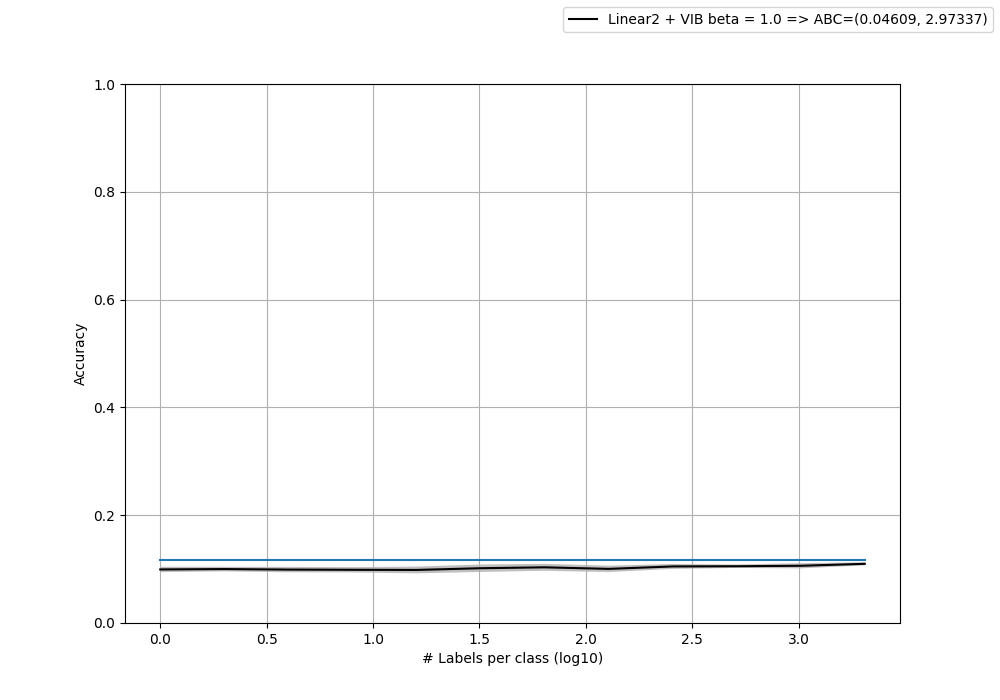 Linear2 + VIB beta = 1.0 => ABC=(0.04609, 2.97337)
1.0
0.8
0.6
0.4
0.2
0.0
Accuracy
0.0 0.5 1.0 1.5 2.0 2.5 3.0
# Labels per class (log10)